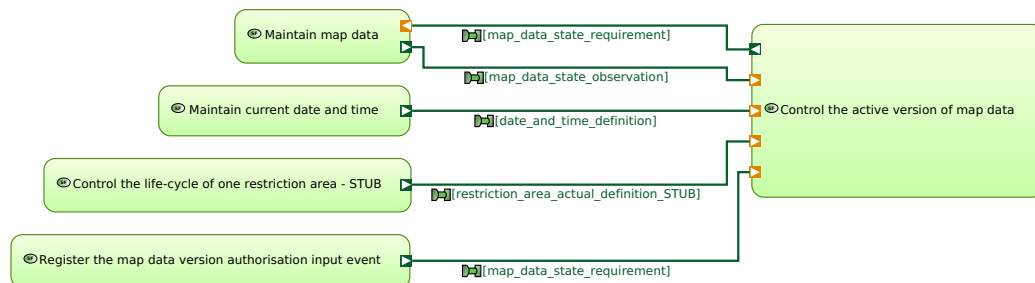 Maintain map data
[map_data_state_requirement]
[map_data_state_observation]
Maintain current date and time
[date_and_time_definition]
Control the active version of map data
Control the life-cycle of one restriction area - STUB
[restriction_area_actual_definition_STUB]
Register the map data version authorisation input event
[map_data_state_requirement]